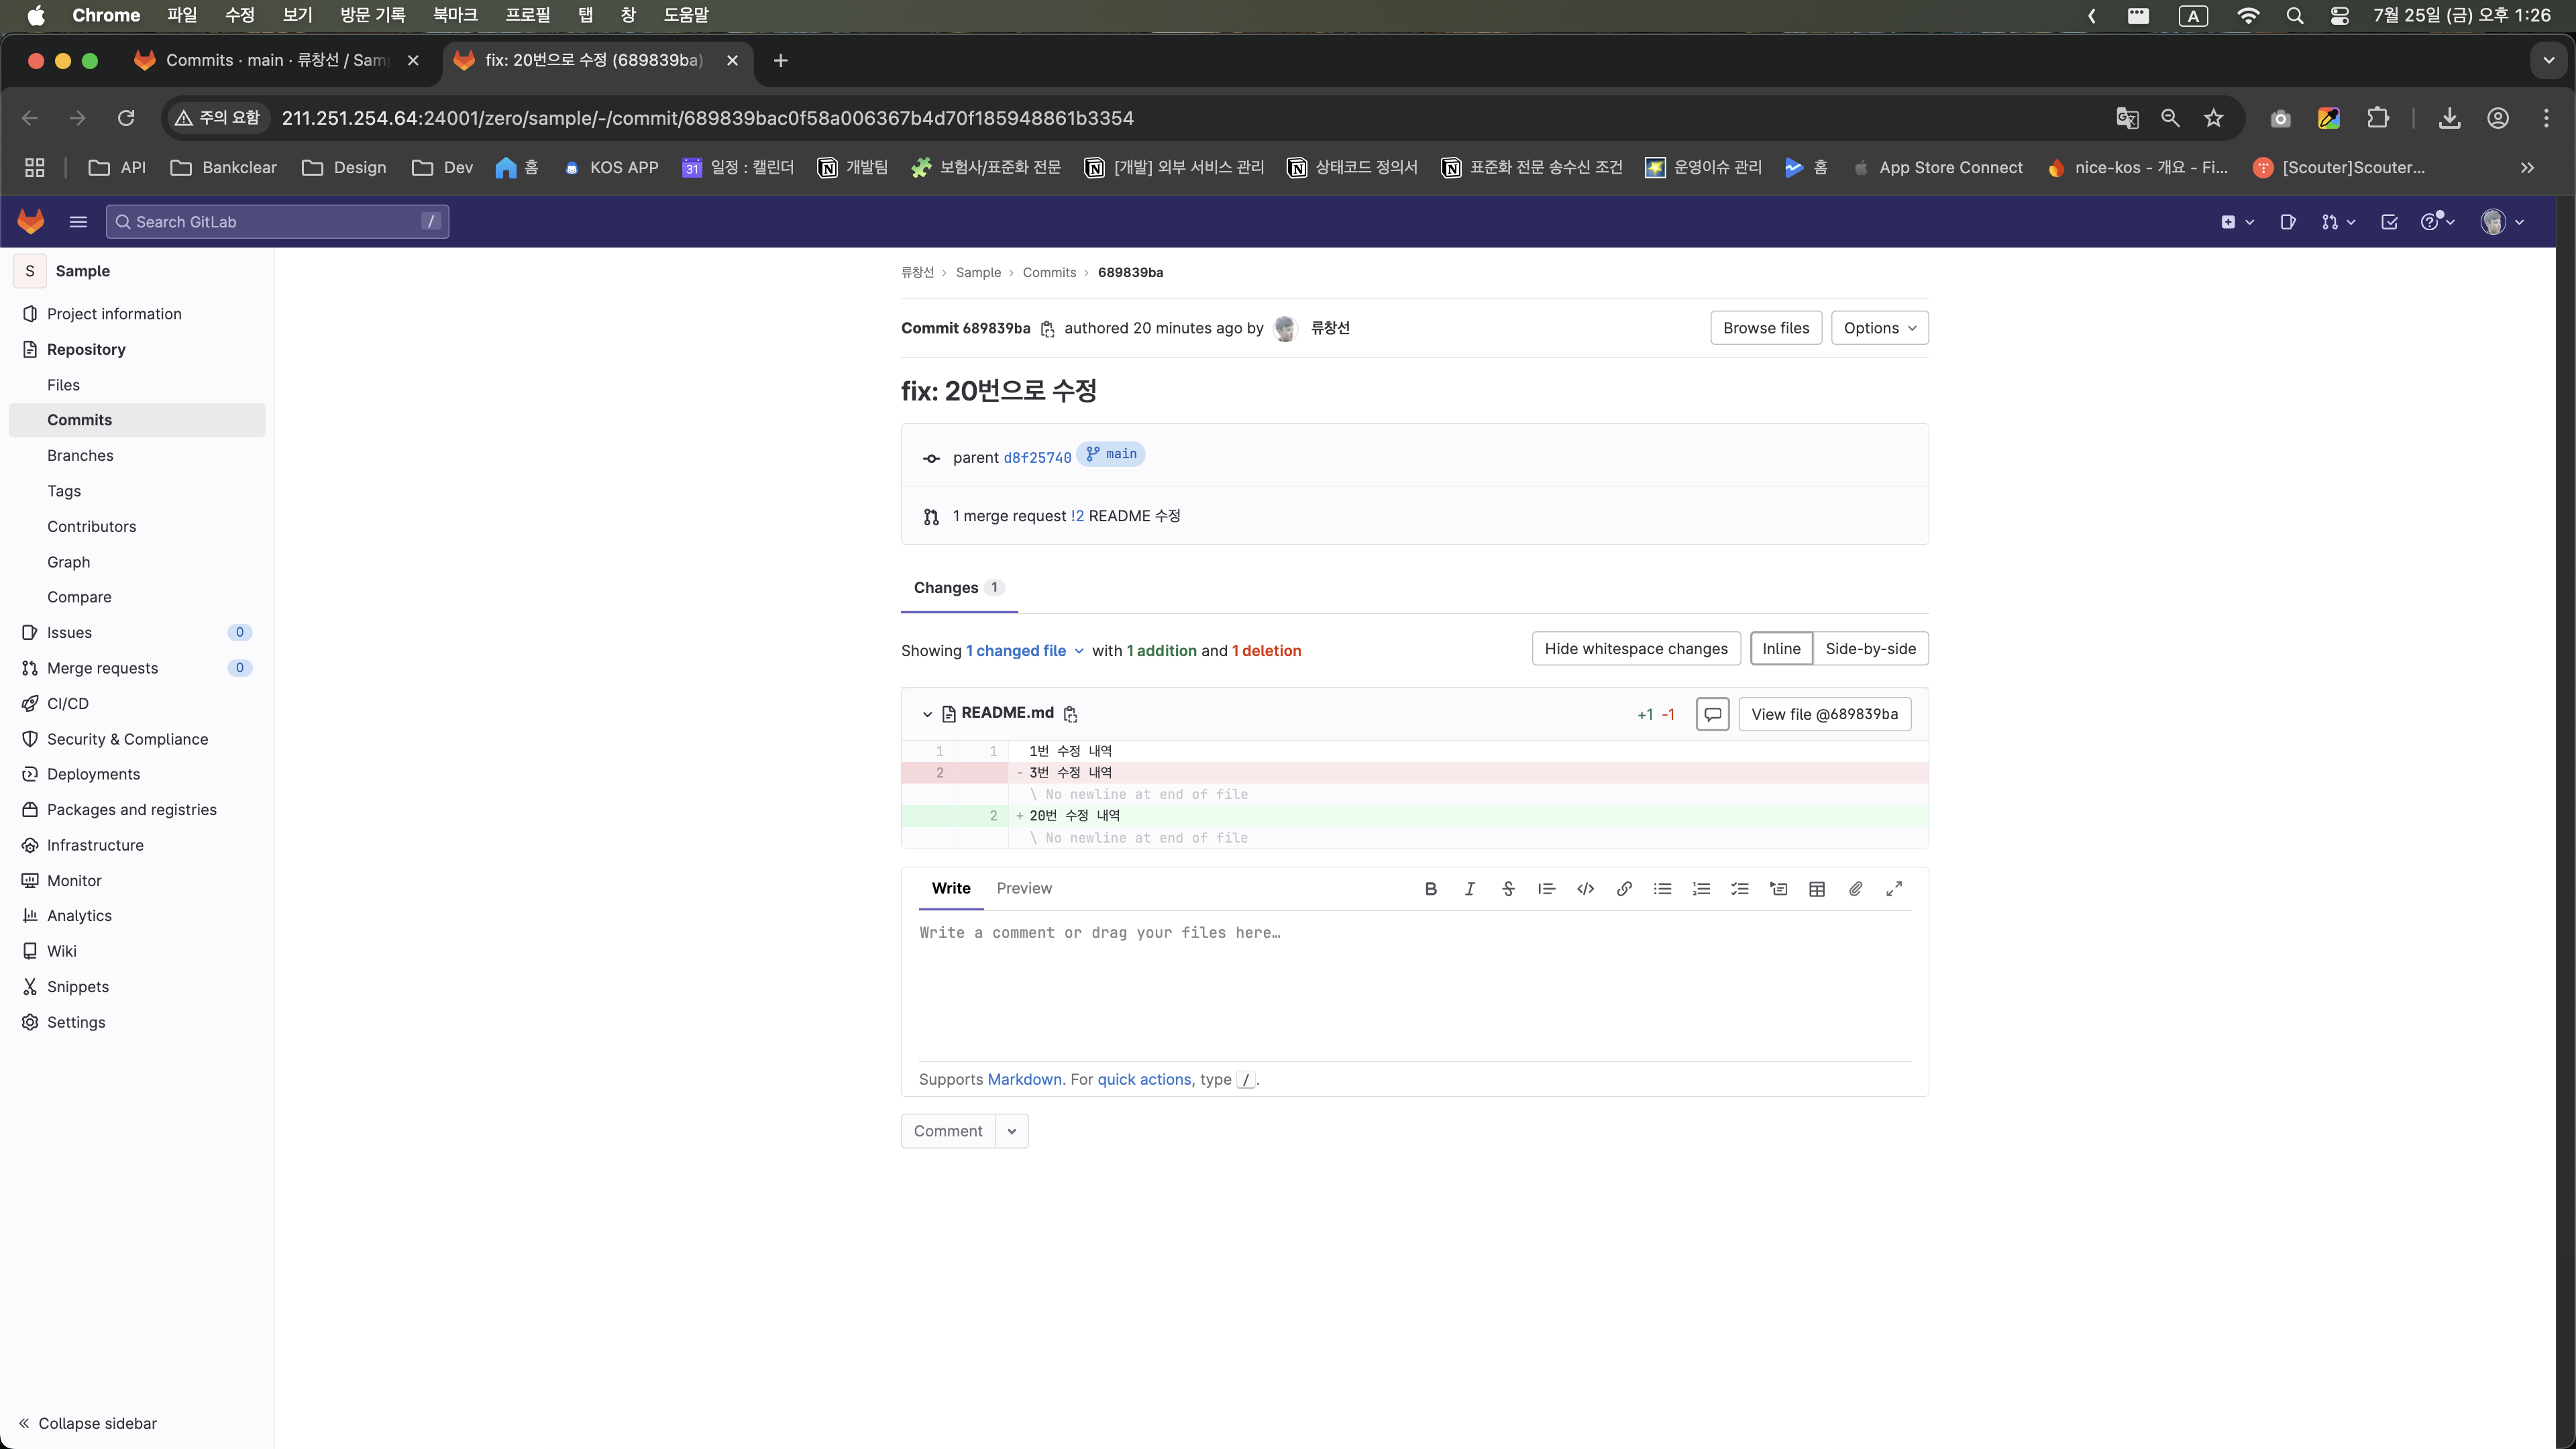 Chrome 파일 수정 보기 방문 기록 북마크 프로필 탭 창 도움말 A 7월 25일 (금) 오후 1:26
Commits · main · 류창선 / Sam fix: 20번으로 수정 (689839ba)
주의 요함 211.251.254.64:24001/zero/sample/-/commit/689839bac0f58a006367b4d70f185948861b3354
API Bankclear Design Dev 홈 KOS APP 31 일정 : 캘린더 개발팀 보험사/표준화 전문 [개발] 외부 서비스 관리 상태코드 정의서 표준화 전문 송수신 조건 운영이슈 관리 홈 App Store Connect nice-kos - 개요 - Fi... [Scouter]Scouter...
Search GitLab /
S Sample
Project information
Repository
Files
Commits
Branches
Tags
Contributors
Graph
Compare
Issues 0
Merge requests 0
CI/CD
Security & Compliance
Deployments
Packages and registries
Infrastructure
Monitor
Analytics
Wiki
Snippets
Settings
Collapse sidebar
류창선 › Sample › Commits › 689839ba
Commit 689839ba authored 20 minutes ago by 류창선 Browse files Options
fix: 20번으로 수정
parent d8f25740 main
1 merge request !2 README 수정
Changes 1
Showing 1 changed file with 1 addition and 1 deletion Hide whitespace changes Inline Side-by-side
README.md +1 -1 View file @689839ba
1 1 1번 수정 내역
2 - 3번 수정 내역
\ No newline at end of file
2 + 20번 수정 내역
\ No newline at end of file
Write Preview
Write a comment or drag your files here…
Supports Markdown. For quick actions, type /.
Comment